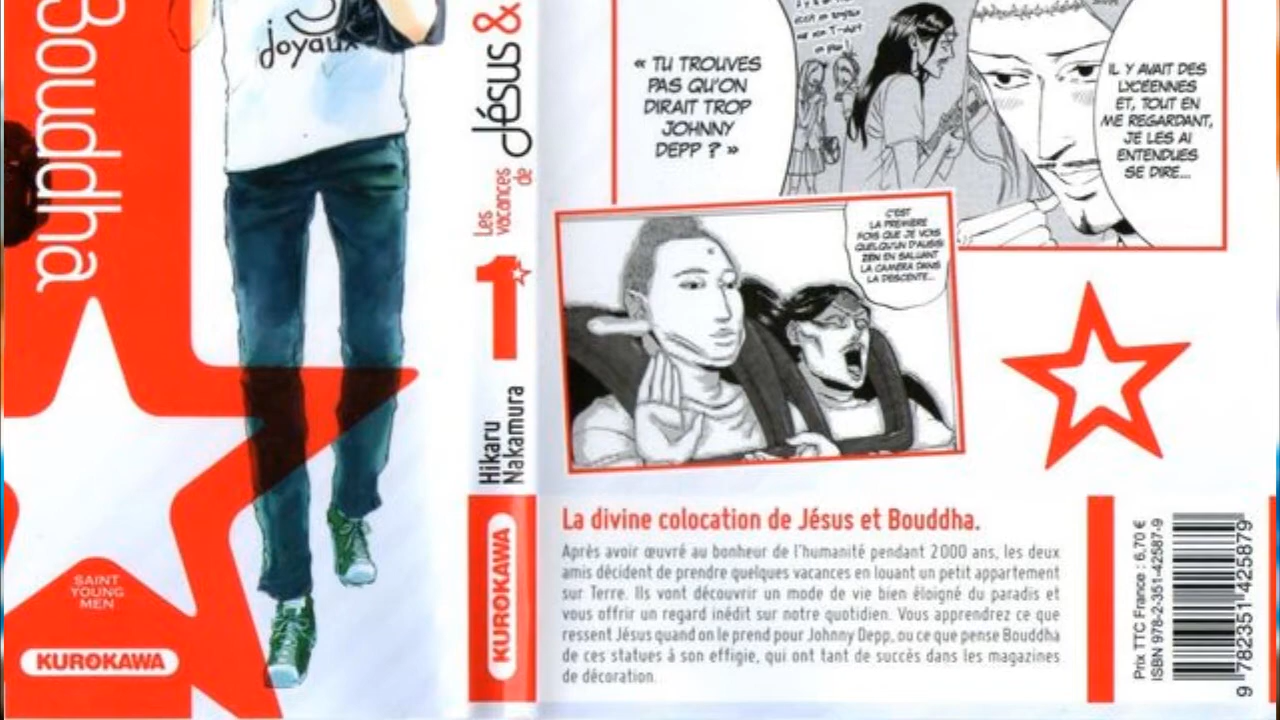 Bouddha
3
joyaux
SAINT
YOUNG
MEN
KUROKAWA
Les
vacances
de
Jésus &
1
Hikaru
Nakamura
KUROKAWA
« TU TROUVES
PAS QU'ON
DIRAIT TROP
JOHNNY
DEPP ? »
sur son T-shirt
en plus !
IL Y AVAIT DES
LYCÉENNES
ET, TOUT EN
ME REGARDANT,
JE LES AI
ENTENDUES
SE DIRE...
C'EST
LA PREMIÈRE
FOIS QUE JE VOIS
QUELQU'UN D'AUSSI
ZEN EN SALUANT
LA CAMÉRA DANS
LA DESCENTE...
La divine colocation de Jésus et Bouddha.
Après avoir œuvré au bonheur de l'humanité pendant 2000 ans, les deux
amis décident de prendre quelques vacances en louant un petit appartement
sur Terre. Ils vont découvrir un mode de vie bien éloigné du paradis et
vous offrir un regard inédit sur notre quotidien. Vous apprendrez ce que
ressent Jésus quand on le prend pour Johnny Depp, ou ce que pense Bouddha
de ces statues à son effigie, qui ont tant de succès dans les magazines
de décoration.
Prix TTC France : 6,70 €
ISBN 978-2-351-42587-9
9 782351 425879